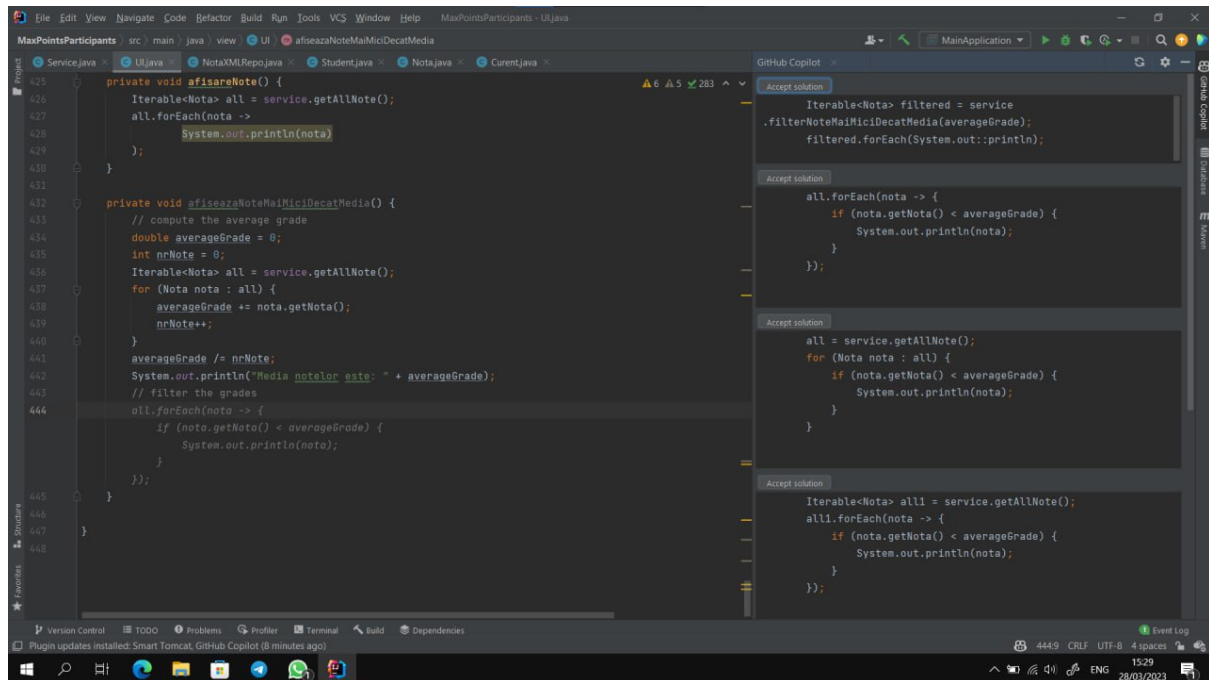 File Edit View Navigate Code Refactor Build Run Tools VCS Window Help MaxPointsParticipants - UI.java
MaxPointsParticipants src main java view UI afiseazaNoteMaiMiciDecatMedia MainApplication
Project
Service.java UI.java NotaXMLRepo.java Student.java Nota.java Curent.java
6 5 283
425 private void afisareNote() {
426 Iterable<Nota> all = service.getAllNote();
427 all.forEach(nota ->
428 System.out.println(nota)
429 );
430 }
431
432 private void afiseazaNoteMaiMiciDecatMedia() {
433 // compute the average grade
434 double averageGrade = 0;
435 int nrNote = 0;
436 Iterable<Nota> all = service.getAllNote();
437 for (Nota nota : all) {
438 averageGrade += nota.getNota();
439 nrNote++;
440 }
441 averageGrade /= nrNote;
442 System.out.println("Media notelor este: " + averageGrade);
443 // filter the grades
444 all.forEach(nota -> {
if (nota.getNota() < averageGrade) {
System.out.println(nota);
}
});
445 }
446
447 }
448
Structure
Favorites
GitHub Copilot
Accept solution
Iterable<Nota> filtered = service
.filterNoteMaiMiciDecatMedia(averageGrade);
filtered.forEach(System.out::println);
Accept solution
all.forEach(nota -> {
if (nota.getNota() < averageGrade) {
System.out.println(nota);
}
});
Accept solution
all = service.getAllNote();
for (Nota nota : all) {
if (nota.getNota() < averageGrade) {
System.out.println(nota);
}
}
Accept solution
Iterable<Nota> all1 = service.getAllNote();
all1.forEach(nota -> {
if (nota.getNota() < averageGrade) {
System.out.println(nota);
}
});
GitHub Copilot
Database
m Maven
Version Control TODO Problems Profiler Terminal Build Dependencies 1 Event Log
Plugin updates installed: Smart Tomcat, GitHub Copilot (8 minutes ago) 444:9 CRLF UTF-8 4 spaces
ENG 15:29
28/03/2023